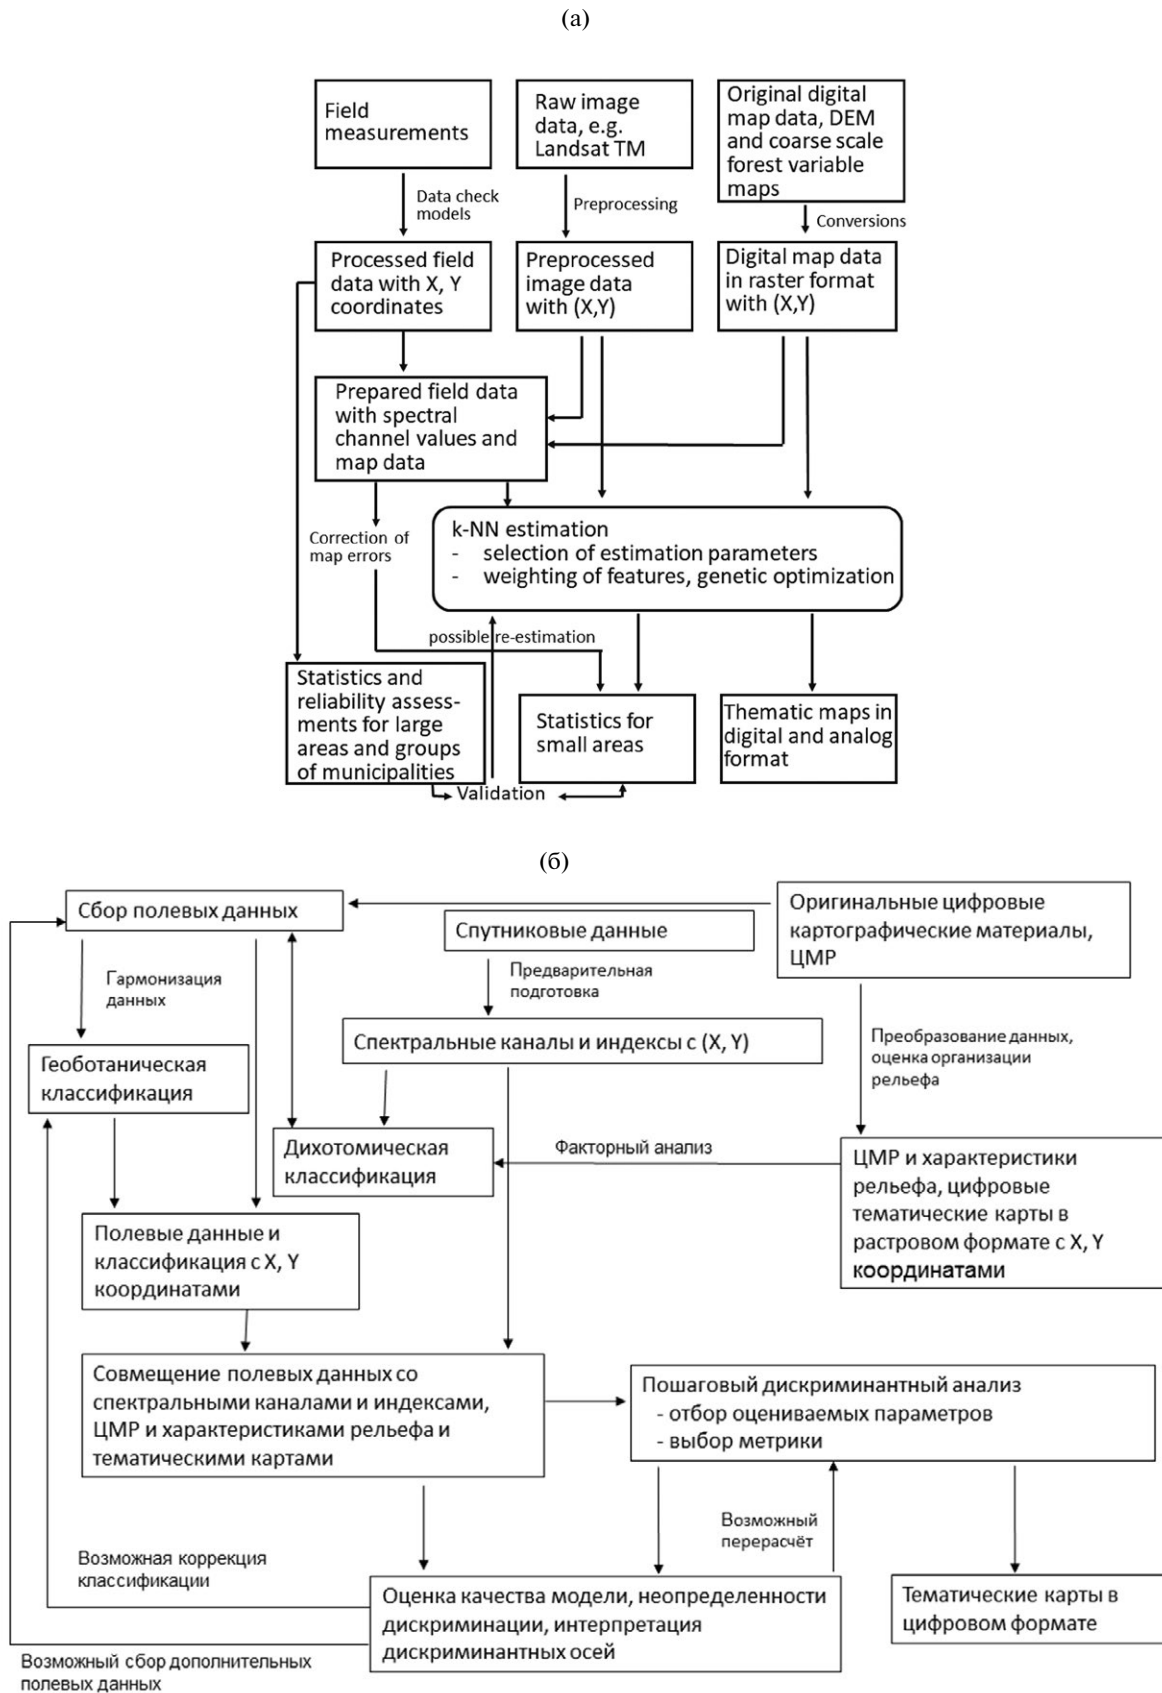 (а)
Field
measurements
Raw image
data, e.g.
Landsat TM
Original digital
map data, DEM
and coarse scale
forest variable
maps
Data check
models
Preprocessing
Conversions
Processed field
data with X, Y
coordinates
Preprocessed
image data
with (X,Y)
Digital map data
in raster format
with (X,Y)
Prepared field data
with spectral
channel values and
map data
Correction of
map errors
k-NN estimation
- selection of estimation parameters
- weighting of features, genetic optimization
possible re-estimation
Statistics and
reliability assess-
ments for large
areas and groups
of municipalities
Statistics for
small areas
Thematic maps in
digital and analog
format
Validation
(б)
Сбор полевых данных
Спутниковые данные
Оригинальные цифровые
картографические материалы,
ЦМР
Гармонизация
данных
Предварительная
подготовка
Спектральные каналы и индексы с (X, Y)
Преобразование данных,
оценка организации
рельефа
Геоботаническая
классификация
Дихотомическая
классификация
Факторный анализ
ЦМР и характеристики
рельефа, цифровые
тематические карты в
растровом формате с X, Y
координатами
Полевые данные и
классификация с X, Y
координатами
Совмещение полевых данных со
спектральными каналами и индексами,
ЦМР и характеристиками рельефа и
тематическими картами
Пошаговый дискриминантный анализ
- отбор оцениваемых параметров
- выбор метрики
Возможный
перерасчёт
Возможная коррекция
классификации
Оценка качества модели, неопределенности
дискриминации, интерпретация
дискриминантных осей
Тематические карты в
цифровом формате
Возможный сбор дополнительных
полевых данных